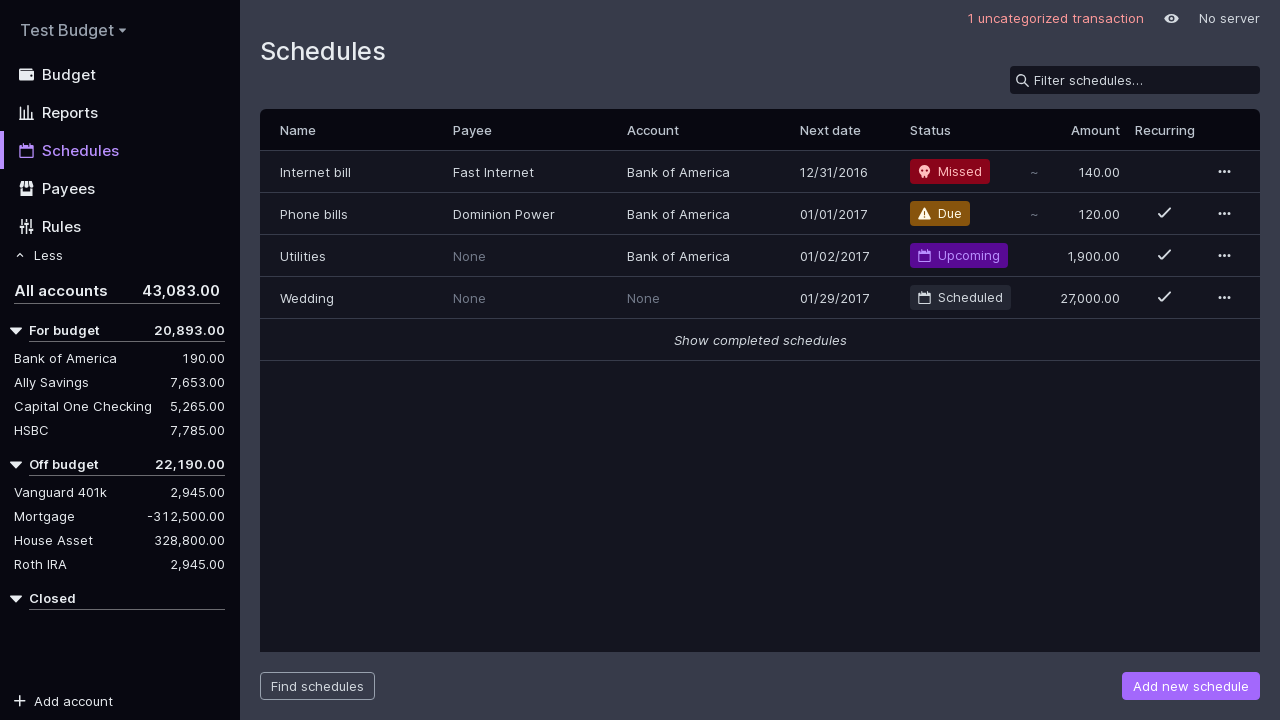 Test Budget
Budget
Reports
Schedules
Payees
Rules
Less
All accounts 43,083.00
For budget 20,893.00
Bank of America 190.00
Ally Savings 7,653.00
Capital One Checking 5,265.00
HSBC 7,785.00
Off budget 22,190.00
Vanguard 401k 2,945.00
Mortgage -312,500.00
House Asset 328,800.00
Roth IRA 2,945.00
Closed
Add account
1 uncategorized transaction No server
Schedules
Filter schedules…
Name Payee Account Next date Status Amount Recurring
Internet bill Fast Internet Bank of America 12/31/2016 Missed ~ 140.00
Phone bills Dominion Power Bank of America 01/01/2017 Due ~ 120.00
Utilities None Bank of America 01/02/2017 Upcoming 1,900.00
Wedding None None 01/29/2017 Scheduled 27,000.00
Show completed schedules
Find schedules Add new schedule